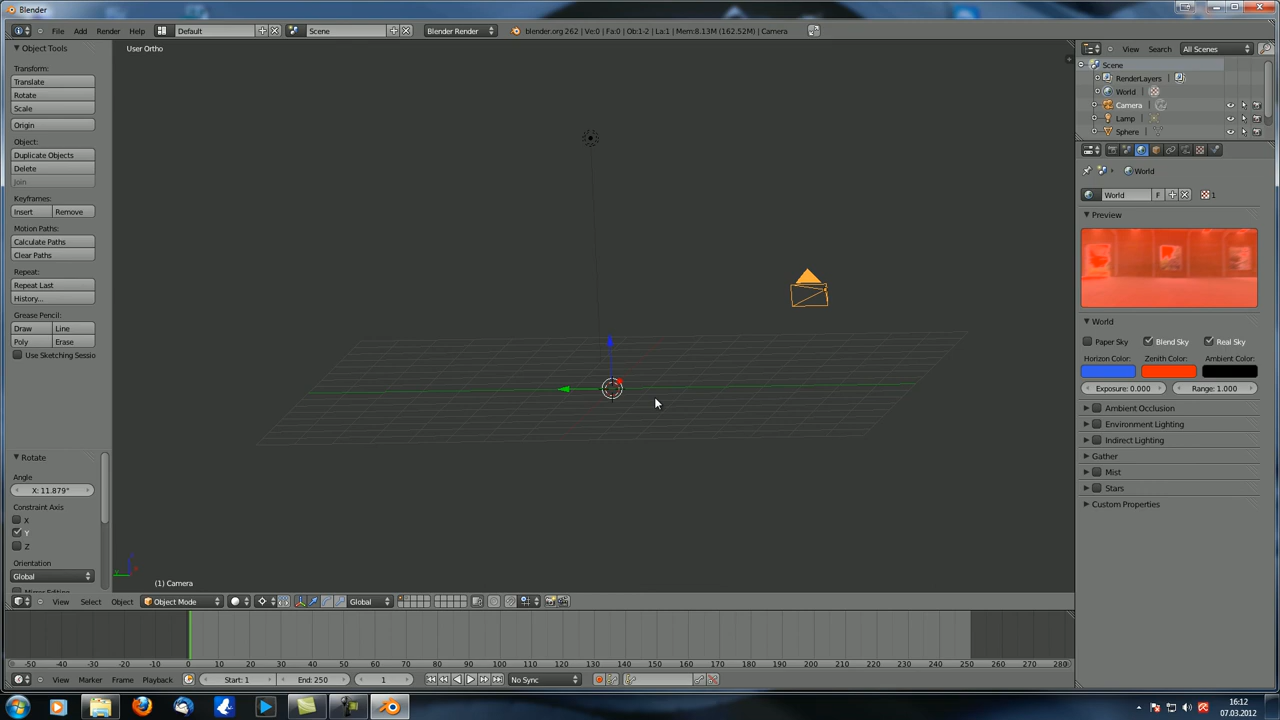 Blender
File Add Render Help Default Scene Blender Render blender.org 262 | Ve:0 | Fa:0 | Ob:1-2 | La:1 | Mem:8.13M (162.52M) | Camera
Object Tools
Transform:
Translate
Rotate
Scale
Origin
Object:
Duplicate Objects
Delete
Join
Keyframes:
Insert Remove
Motion Paths:
Calculate Paths
Clear Paths
Repeat:
Repeat Last
History...
Grease Pencil:
Draw Line
Poly Erase
Use Sketching Sessio
Rotate
Angle
X: 11.879°
Constraint Axis
X
Y
Z
Orientation
Global
User Ortho
(1) Camera
View Select Object Object Mode Global
View Search All Scenes
Scene
RenderLayers
World
Camera
Lamp
Sphere
World
World F 1
Preview
World
Paper Sky Blend Sky Real Sky
Horizon Color: Zenith Color: Ambient Color:
Exposure: 0.000 Range: 1.000
Ambient Occlusion
Environment Lighting
Indirect Lighting
Gather
Mist
Stars
Custom Properties
-50 -40 -30 -20 -10 0 10 20 30 40 50 60 70 80 90 100 110 120 130 140 150 160 170 180 190 200 210 220 230 240 250 260 270 280
View Marker Frame Playback Start: 1 End: 250 1 No Sync
16:12
07.03.2012